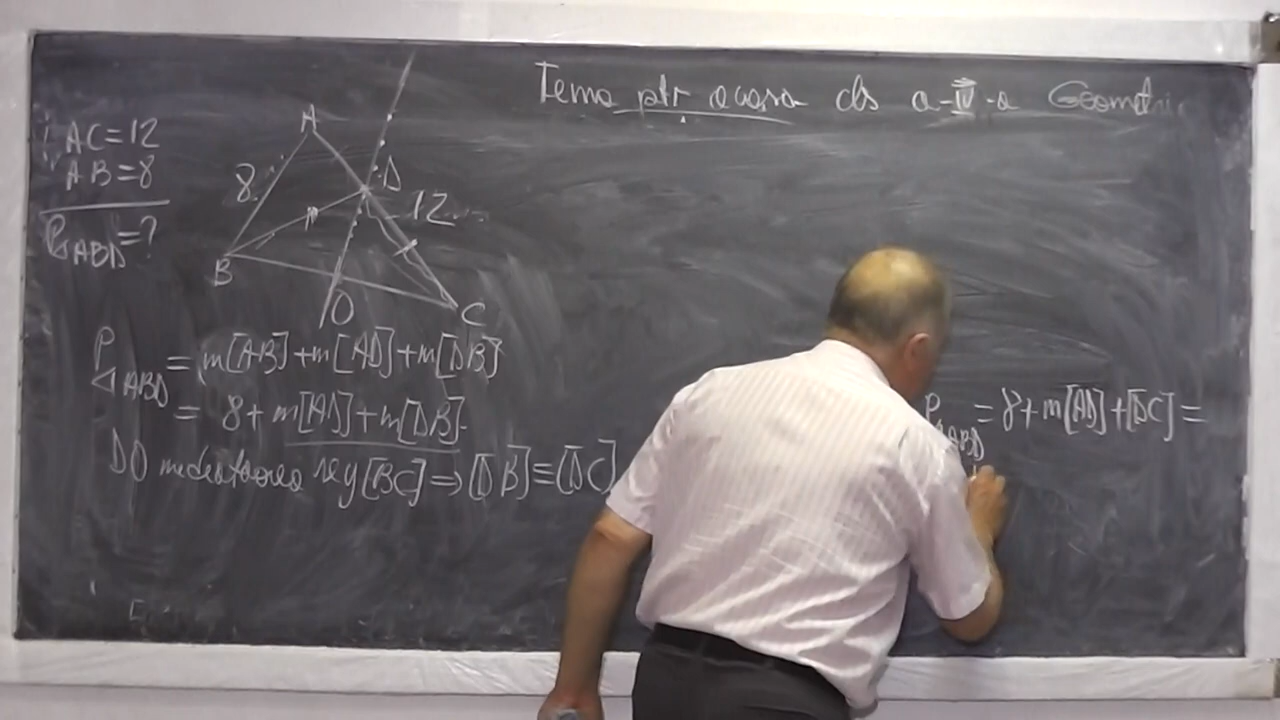 Tema ptr acasa cls a-IV-a Geometri
AC=12
AB=8
P ABD=?
A
8
D
12
B
O
C
P ABD = m[AB]+m[AD]+m[DB]
= 8+m[AD]+m[DB]
DO mediatoarea seg[BC]⇒[DB]=[DC]
P ABD = 8+m[AD]+[DC]=